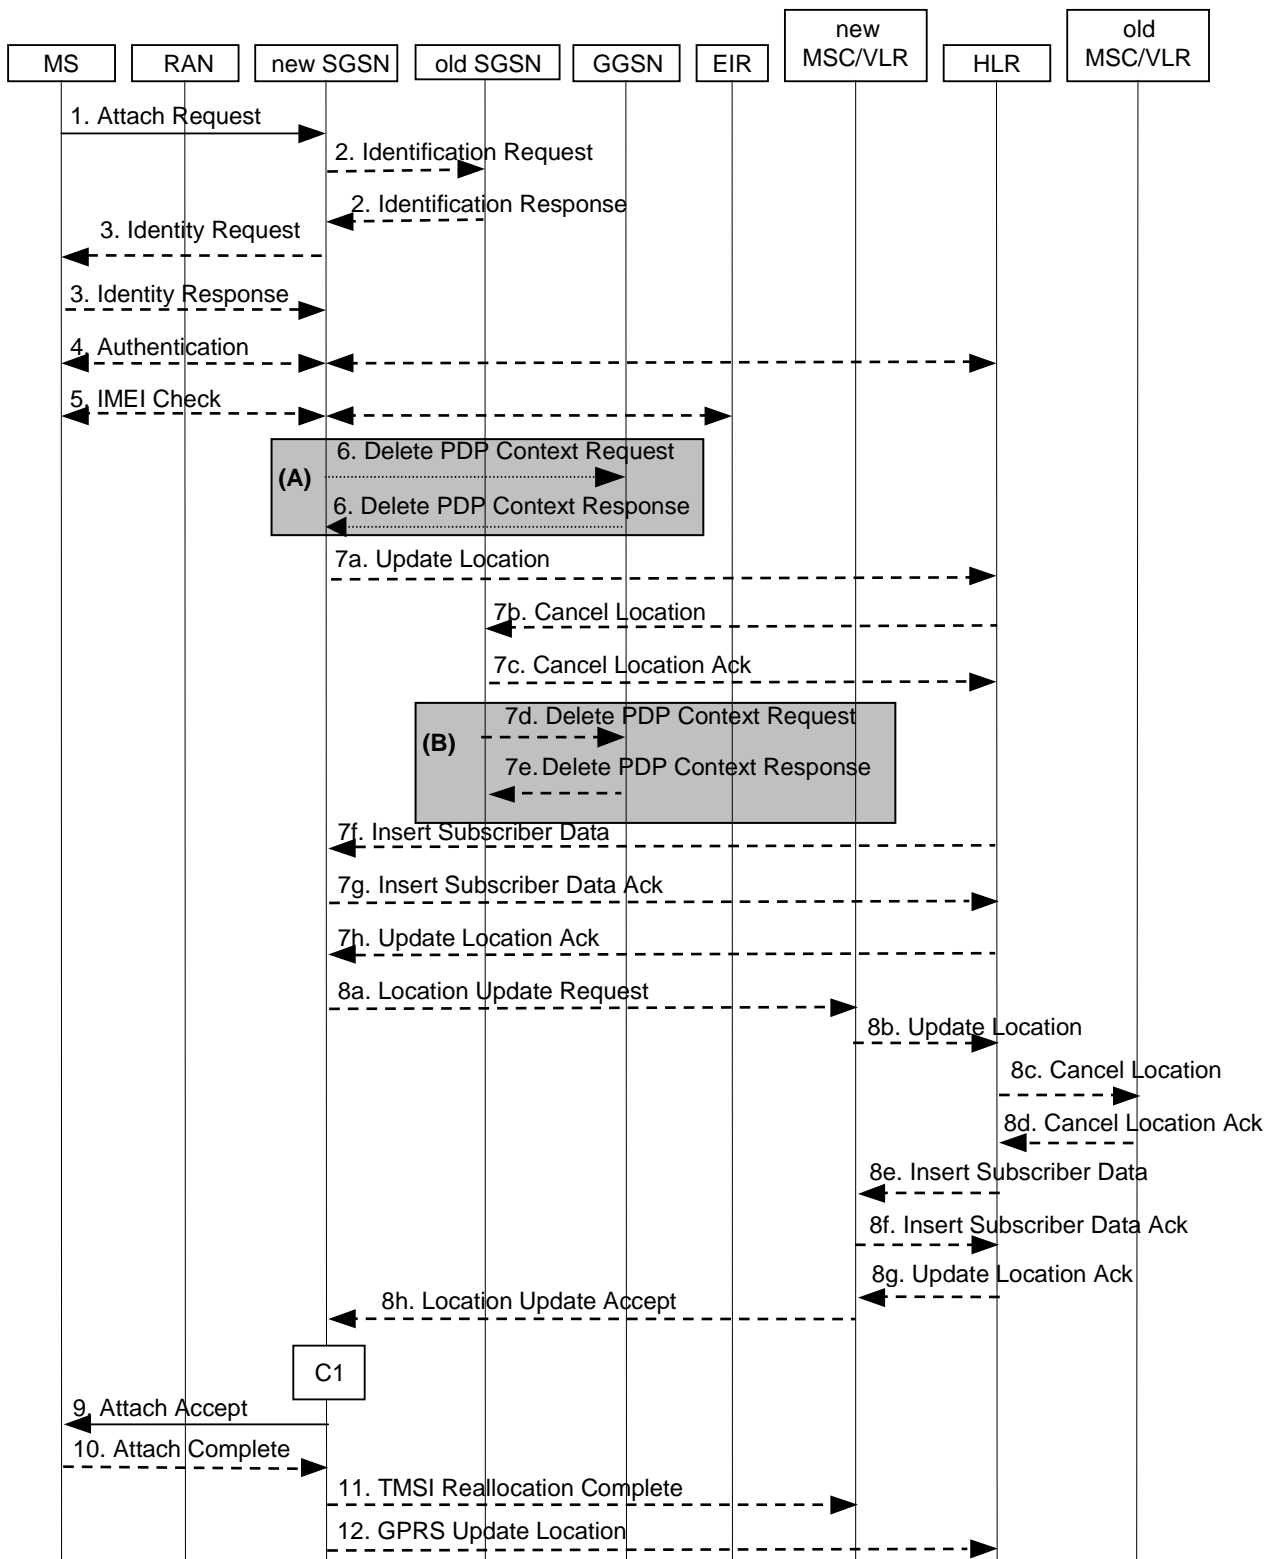 MS
RAN
new SGSN
old SGSN
GGSN
EIR
new
MSC/VLR
HLR
old
MSC/VLR
1. Attach Request
2. Identification Request
2. Identification Response
3. Identity Request
3. Identity Response
4. Authentication
5. IMEI Check
(A)
6. Delete PDP Context Request
6. Delete PDP Context Response
7a. Update Location
7b. Cancel Location
7c. Cancel Location Ack
(B)
7d. Delete PDP Context Request
7e. Delete PDP Context Response
7f. Insert Subscriber Data
7g. Insert Subscriber Data Ack
7h. Update Location Ack
8a. Location Update Request
8b. Update Location
8c. Cancel Location
8d. Cancel Location Ack
8e. Insert Subscriber Data
8f. Insert Subscriber Data Ack
8g. Update Location Ack
8h. Location Update Accept
C1
9. Attach Accept
10. Attach Complete
11. TMSI Reallocation Complete
12. GPRS Update Location